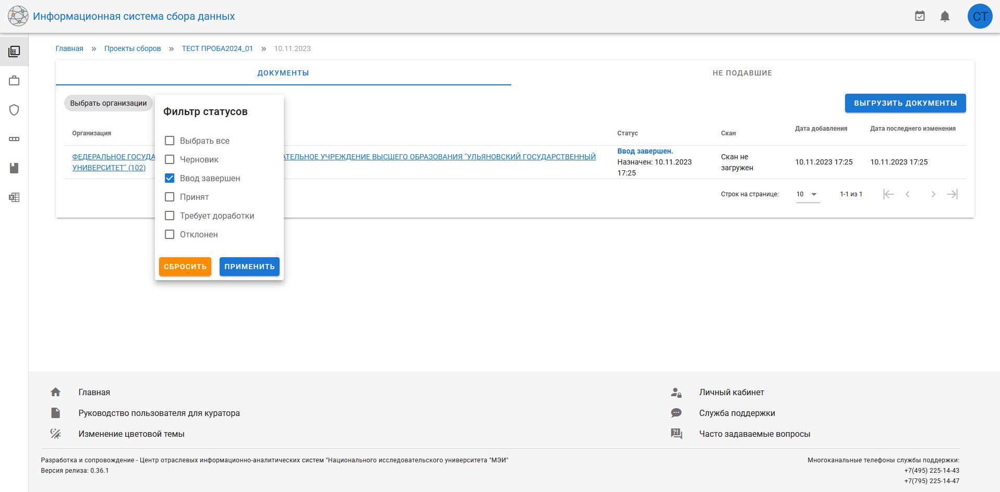 Информационная система сбора данных
СТ
Главная » Проекты сборов » ТЕСТ ПРОБА2024_01 » 10.11.2023
ДОКУМЕНТЫ
НЕ ПОДАВШИЕ
Выбрать организации
ВЫГРУЗИТЬ ДОКУМЕНТЫ
Фильтр статусов
Выбрать все
Черновик
Ввод завершен
Принят
Требует доработки
Отклонен
СБРОСИТЬ
ПРИМЕНИТЬ
Организация
Статус
Скан
Дата добавления
Дата последнего изменения
ФЕДЕРАЛЬНОЕ ГОСУДА
АТЕЛЬНОЕ УЧРЕЖДЕНИЕ ВЫСШЕГО ОБРАЗОВАНИЯ "УЛЬЯНОВСКИЙ ГОСУДАРСТВЕННЫЙ
УНИВЕРСИТЕТ" (102)
Ввод завершен.
Назначен: 10.11.2023
17:25
Скан не
загружен
10.11.2023 17:25
10.11.2023 17:25
Строк на странице:
10
1-1 из 1
Главная
Руководство пользователя для куратора
Изменение цветовой темы
Личный кабинет
Служба поддержки
Часто задаваемые вопросы
Разработка и сопровождение - Центр отраслевых информационно-аналитических систем "Национального исследовательского университета "МЭИ"
Версия релиза: 0.36.1
Многоканальные телефоны службы поддержки:
+7(495) 225-14-43
+7(795) 225-14-47